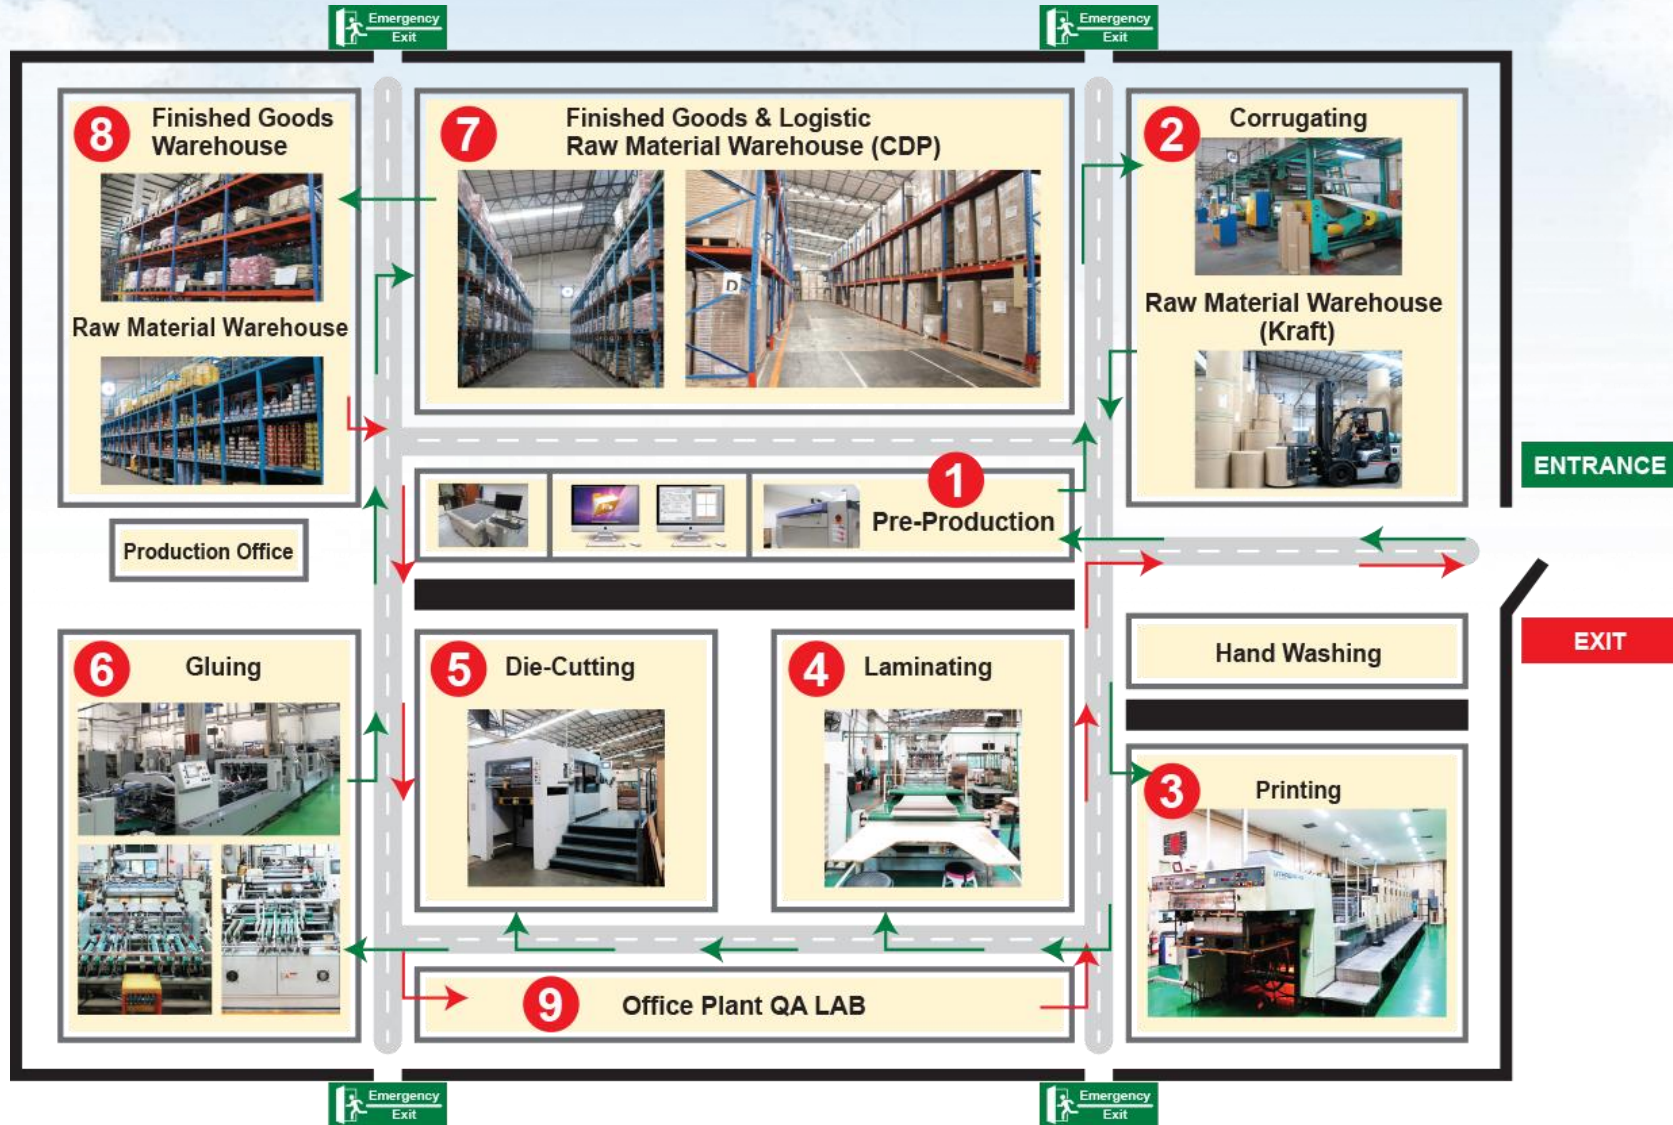 Emergency
Exit
Emergency
Exit
8
Finished Goods
Warehouse
Raw Material Warehouse
7
Finished Goods & Logistic
Raw Material Warehouse (CDP)
D
2
Corrugating
Raw Material Warehouse
(Kraft)
ENTRANCE
1
Pre-Production
Production Office
EXIT
Hand Washing
6
Gluing
5
Die-Cutting
4
Laminating
3
Printing
9
Office Plant QA LAB
Emergency
Exit
Emergency
Exit